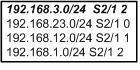 192.168.3.0/24 S2/1 2
192.168.23.0/24 S2/1 0
192.168.12.0/24 S2/1 1
192.168.1.0/24 S2/1 2